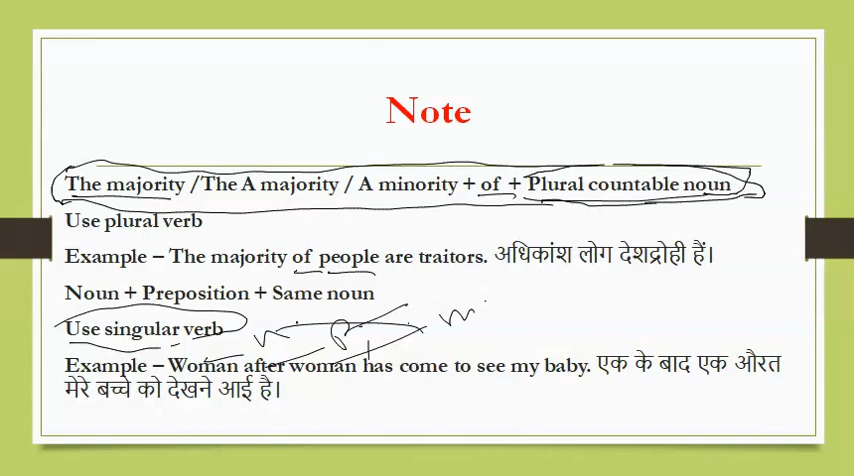 Note
The majority /The A majority / A minority + of + Plural countable noun
Use plural verb
Example – The majority of people are traitors. अधिकांश लोग देशद्रोही हैं।
Noun + Preposition + Same noun
Use singular verb
Example – Woman after woman has come to see my baby. एक के बाद एक औरत
मेरे बच्चे को देखने आई है।